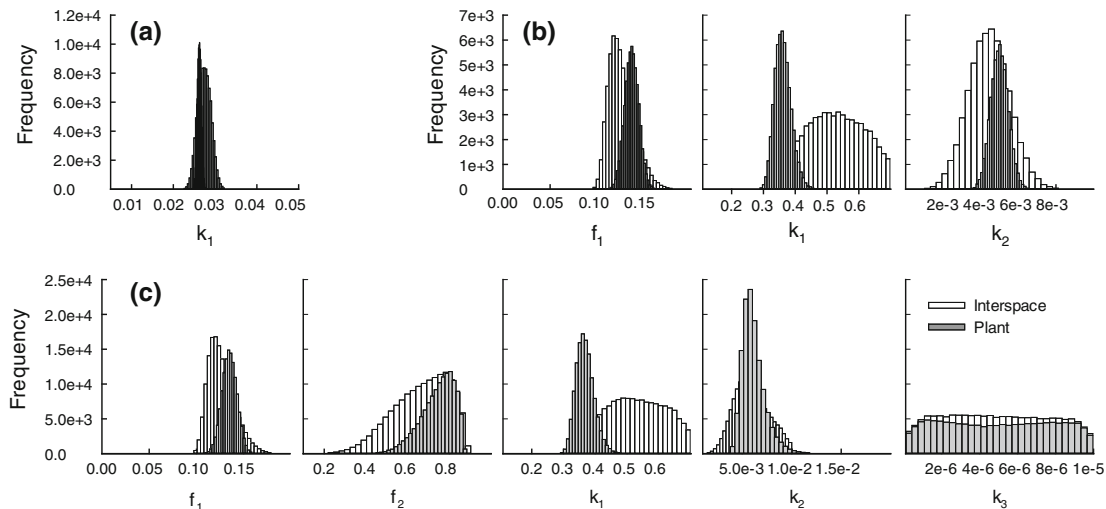 (a)
Frequency
1.2e+4
1.0e+4
8.0e+3
6.0e+3
4.0e+3
2.0e+3
0.0
0.01 0.02 0.03 0.04 0.05
k1
(b)
Frequency
7e+3
6e+3
5e+3
4e+3
3e+3
2e+3
1e+3
0
0.00 0.05 0.10 0.15
f1
0.2 0.3 0.4 0.5 0.6
k1
2e-3 4e-3 6e-3 8e-3
k2
(c)
Frequency
2.5e+4
2.0e+4
1.5e+4
1.0e+4
5.0e+3
0.0
0.00 0.05 0.10 0.15
f1
0.2 0.4 0.6 0.8
f2
0.2 0.3 0.4 0.5 0.6
k1
5.0e-3 1.0e-2 1.5e-2
k2
Interspace
Plant
2e-6 4e-6 6e-6 8e-6 1e-5
k3